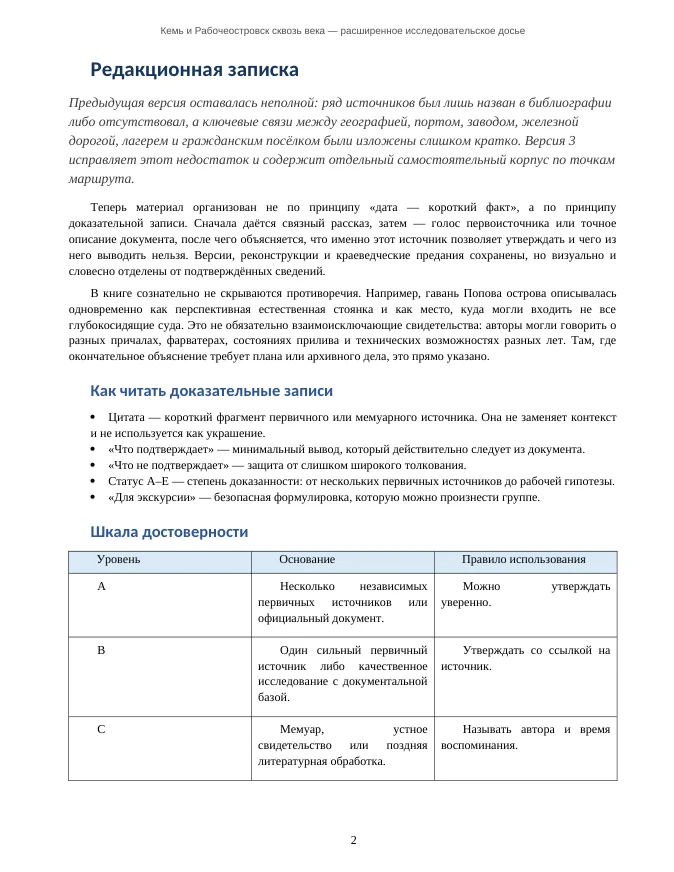 Кемь и Рабочеостровск сквозь века — расширенное исследовательское досье
Редакционная записка
Предыдущая версия оставалась неполной: ряд источников был лишь назван в библиографии
либо отсутствовал, а ключевые связи между географией, портом, заводом, железной
дорогой, лагерем и гражданским посёлком были изложены слишком кратко. Версия 3
исправляет этот недостаток и содержит отдельный самостоятельный корпус по точкам
маршрута.
Теперь материал организован не по принципу «дата — короткий факт», а по принципу
доказательной записи. Сначала даётся связный рассказ, затем — голос первоисточника или точное
описание документа, после чего объясняется, что именно этот источник позволяет утверждать и чего из
него выводить нельзя. Версии, реконструкции и краеведческие предания сохранены, но визуально и
словесно отделены от подтверждённых сведений.
В книге сознательно не скрываются противоречия. Например, гавань Попова острова описывалась
одновременно как перспективная естественная стоянка и как место, куда могли входить не все
глубокосидящие суда. Это не обязательно взаимоисключающие свидетельства: авторы могли говорить о
разных причалах, фарватерах, состояниях прилива и технических возможностях разных лет. Там, где
окончательное объяснение требует плана или архивного дела, это прямо указано.
Как читать доказательные записи
• Цитата — короткий фрагмент первичного или мемуарного источника. Она не заменяет контекст
и не используется как украшение.
• «Что подтверждает» — минимальный вывод, который действительно следует из документа.
• «Что не подтверждает» — защита от слишком широкого толкования.
• Статус A–E — степень доказанности: от нескольких первичных источников до рабочей гипотезы.
• «Для экскурсии» — безопасная формулировка, которую можно произнести группе.
Шкала достоверности
Уровень Основание Правило использования
A
Несколько независимых
первичных источников или
официальный документ.
Можно утверждать
уверенно.
B
Один сильный первичный
источник либо качественное
исследование с документальной
базой.
Утверждать со ссылкой на
источник.
C
Мемуар, устное
свидетельство или поздняя
литературная обработка.
Называть автора и время
воспоминания.
2